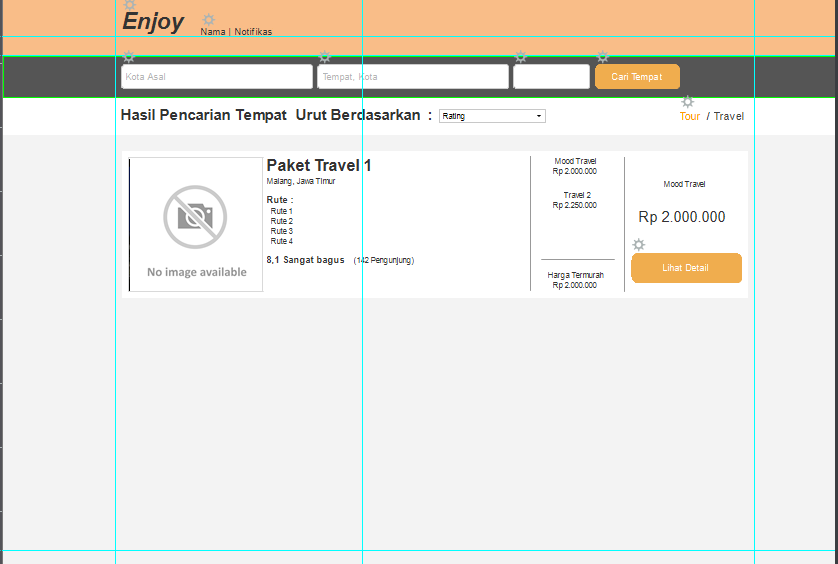 Enjoy
Nama | Notifikas
Kota Asal
Tempat, Kota
Cari Tempat
Hasil Pencarian Tempat Urut Berdasarkan :
Rating
Tour / Travel
Paket Travel 1
Malang, Jawa Timur
Rute :
Rute 1
Rute 2
Rute 3
Rute 4
8,1 Sangat bagus (142 Pengunjung)
No image available
Mood Travel
Rp 2.000.000
Travel 2
Rp 2.250.000
Harga Termurah
Rp 2.000.000
Mood Travel
Rp 2.000.000
Lihat Detail